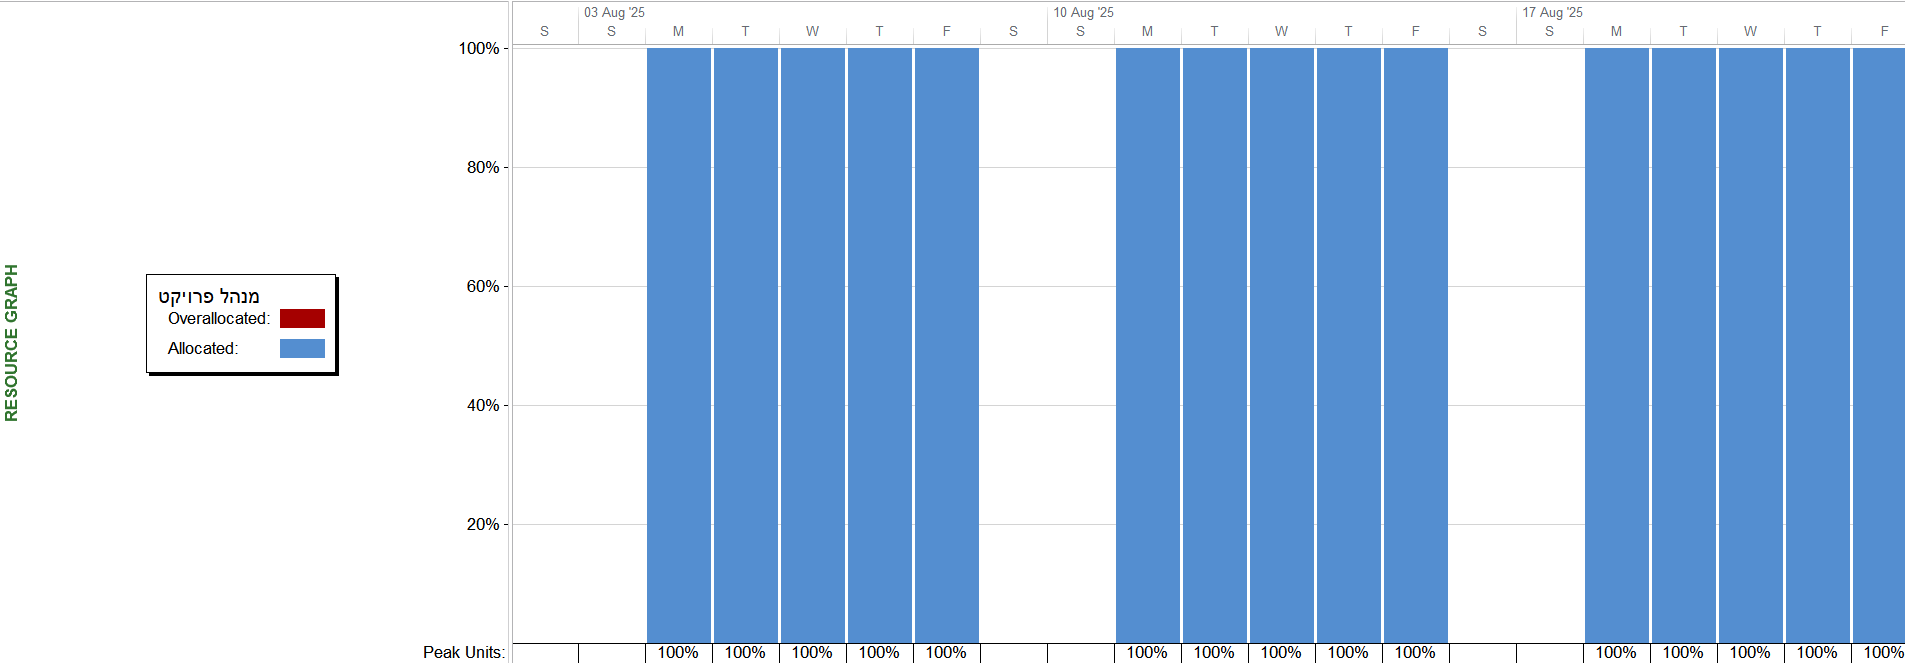 03 Aug '25 10 Aug '25 17 Aug '25
S S M T W T F S S M T W T F S S M T W T F
100%
80%
60%
40%
20%
RESOURCE GRAPH
מנהל פרויקט
Overallocated:
Allocated:
Peak Units: 100% 100% 100% 100% 100% 100% 100% 100% 100% 100% 100% 100% 100% 100% 100%